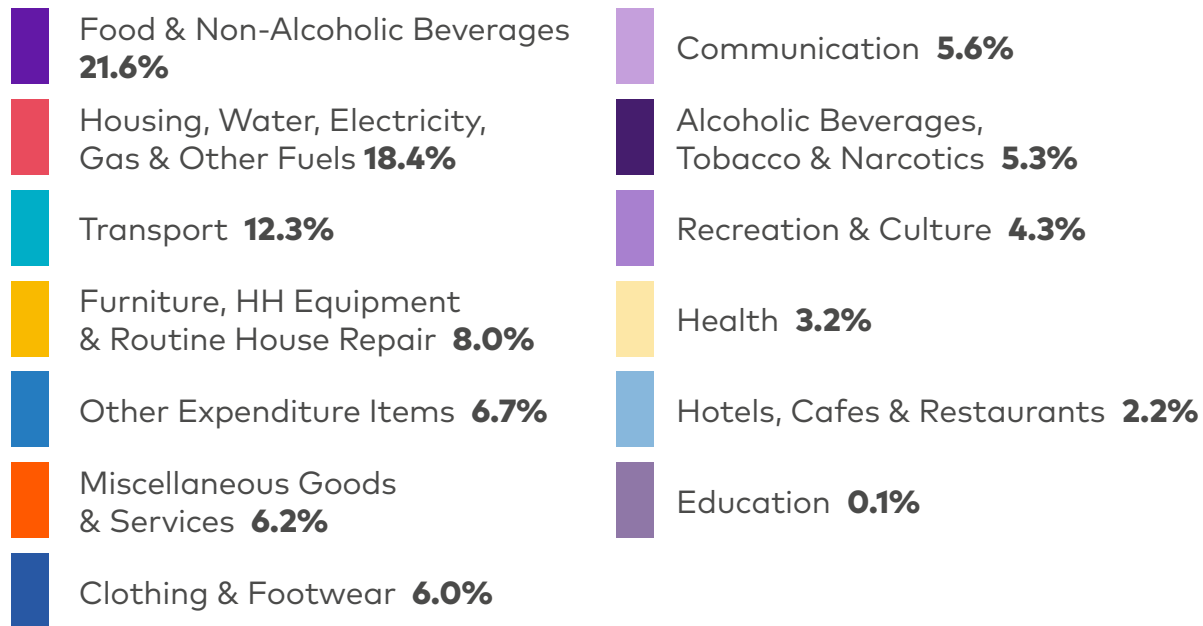 Food & Non-Alcoholic Beverages
21.6%
Housing, Water, Electricity,
Gas & Other Fuels 18.4%
Transport 12.3%
Furniture, HH Equipment
& Routine House Repair 8.0%
Other Expenditure Items 6.7%
Miscellaneous Goods
& Services 6.2%
Clothing & Footwear 6.0%
Communication 5.6%
Alcoholic Beverages,
Tobacco & Narcotics 5.3%
Recreation & Culture 4.3%
Health 3.2%
Hotels, Cafes & Restaurants 2.2%
Education 0.1%